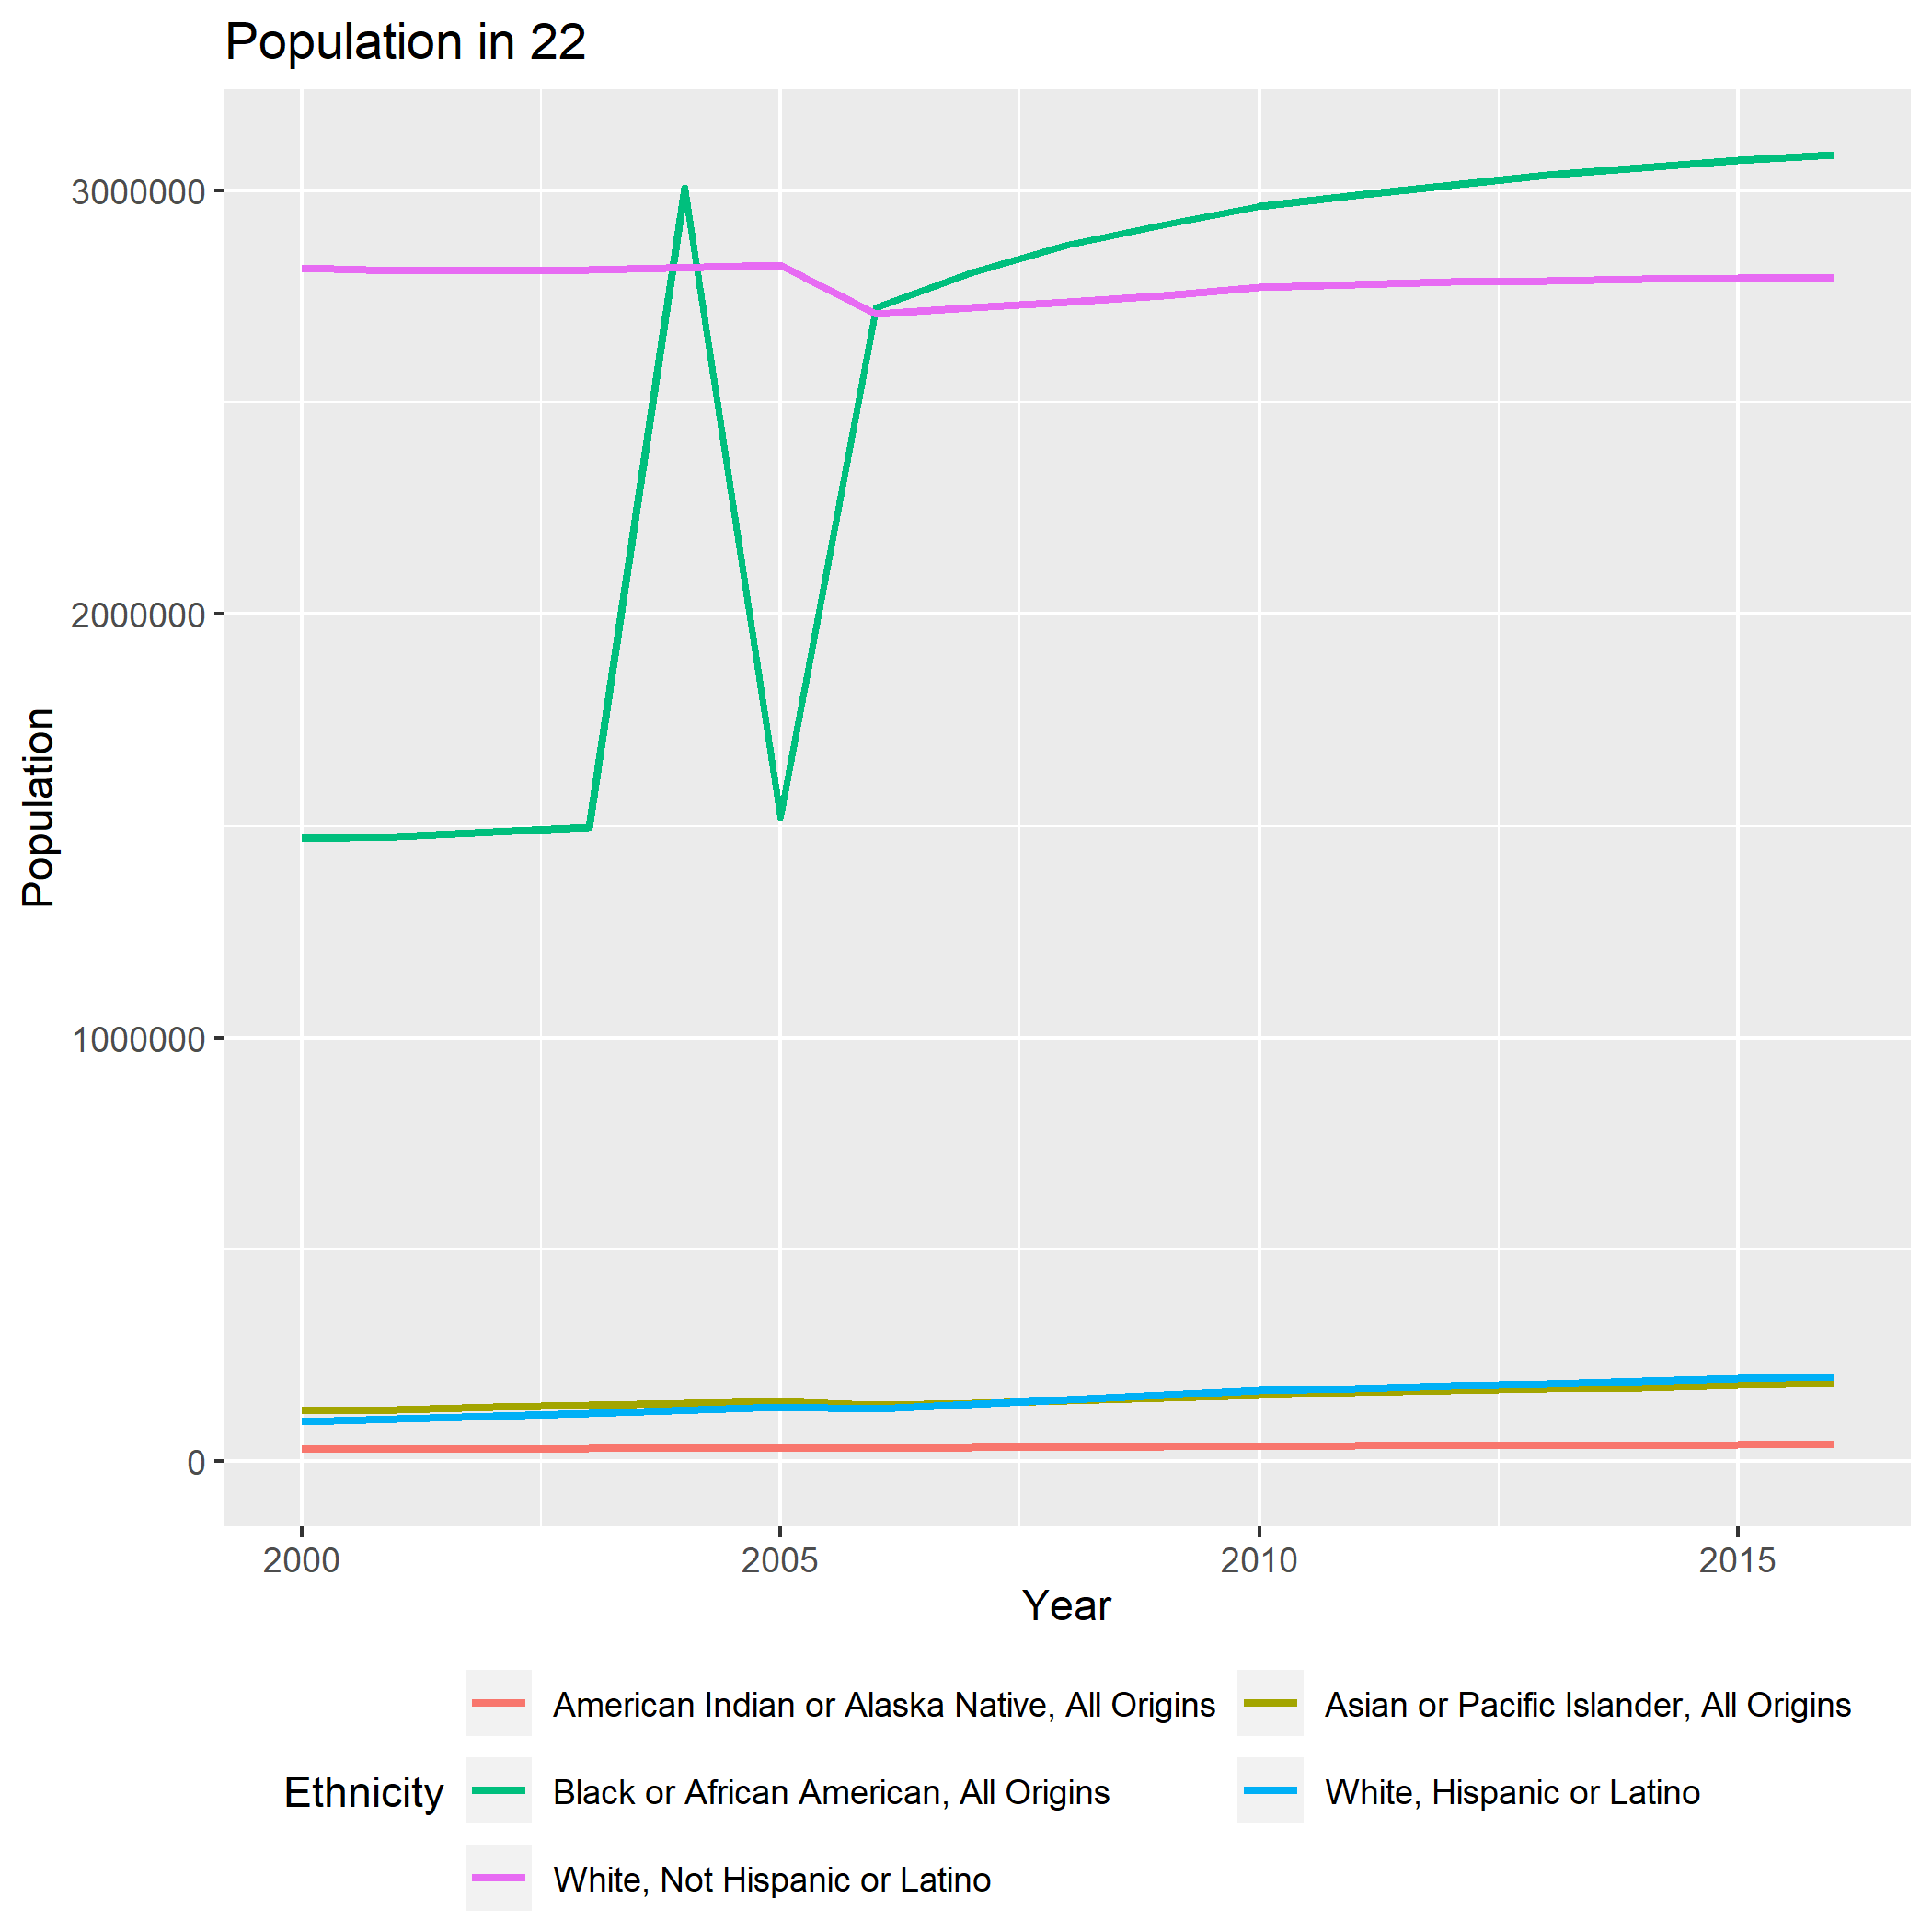 Population in 22
3000000
2000000
1000000
0
Population
2000 2005 2010 2015
Year
Ethnicity
American Indian or Alaska Native, All Origins
Asian or Pacific Islander, All Origins
Black or African American, All Origins
White, Hispanic or Latino
White, Not Hispanic or Latino